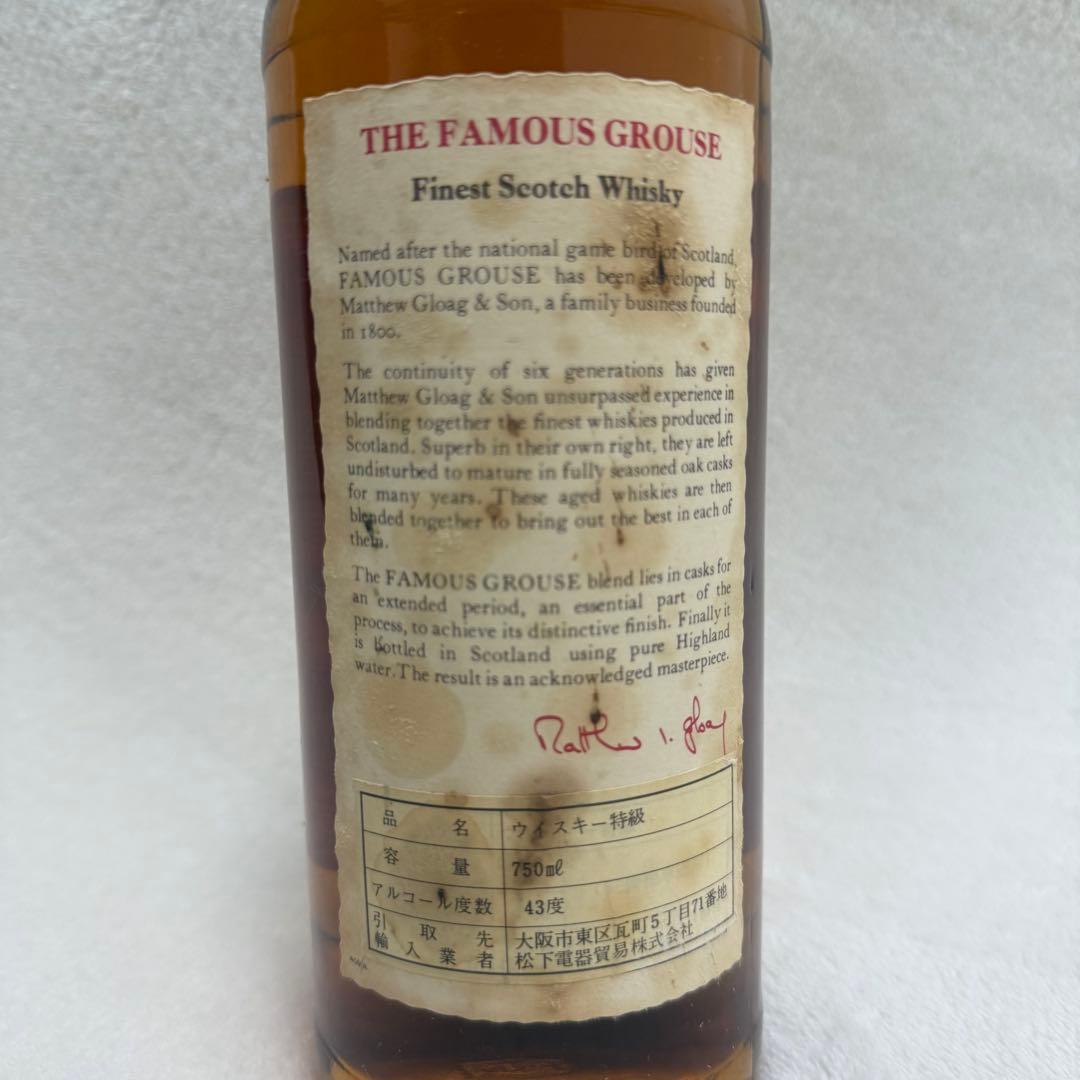 THE FAMOUS GROUSE
Finest Scotch Whisky
Named after the national game bird of Scotland,
FAMOUS GROUSE has been developed by
Matthew Gloag & Son, a family business founded
in 1800.
The continuity of six generations has given
Matthew Gloag & Son unsurpassed experience in
blending together the finest whiskies produced in
Scotland. Superb in their own right, they are left
undisturbed to mature in fully seasoned oak casks
for many years. These aged whiskies are then
blended together to bring out the best in each of
them.
The FAMOUS GROUSE blend lies in casks for
an extended period, an essential part of the
process, to achieve its distinctive finish. Finally it
is bottled in Scotland using pure Highland
water. The result is an acknowledged masterpiece.
Matthew I. Gloag
品名 ウイスキー特級
容量 750ml
アルコール度数 43度
引取先 大阪市東区瓦町5丁目71番地
輸入業者 松下電器貿易株式会社